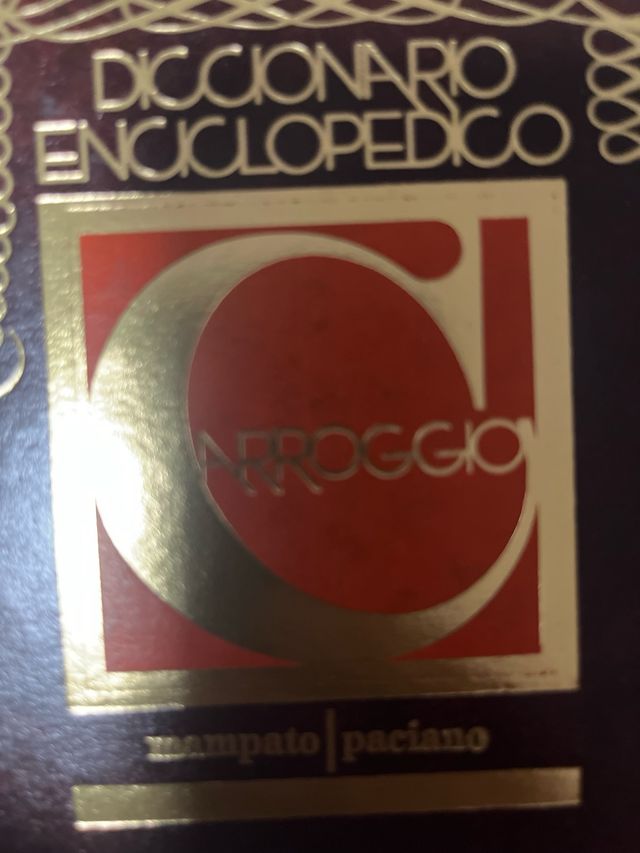 DICCIONARIO
ENCICLOPEDICO
CARROGGIO
mampato | paciano